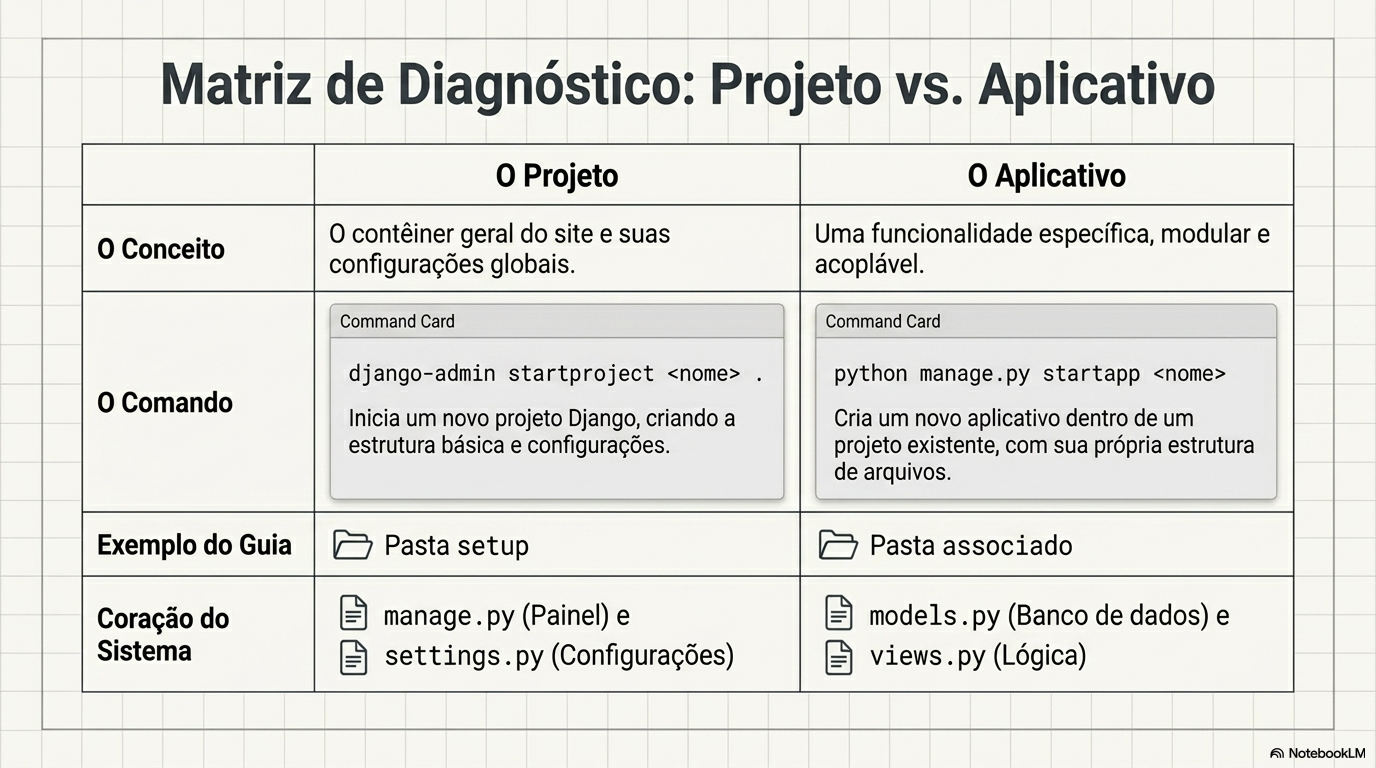 Matriz de Diagnóstico: Projeto vs. Aplicativo
O Projeto
O Aplicativo
O Conceito
O contêiner geral do site e suas
configurações globais.
Uma funcionalidade específica, modular e
acoplável.
O Comando
Command Card
django-admin startproject <nome> .
Inicia um novo projeto Django, criando a
estrutura básica e configurações.
Command Card
python manage.py startapp <nome>
Cria um novo aplicativo dentro de um
projeto existente, com sua própria estrutura
de arquivos.
Exemplo do Guia
Pasta setup
Pasta associado
Coração do
Sistema
manage.py (Painel) e
settings.py (Configurações)
models.py (Banco de dados) e
views.py (Lógica)
NotebookLM